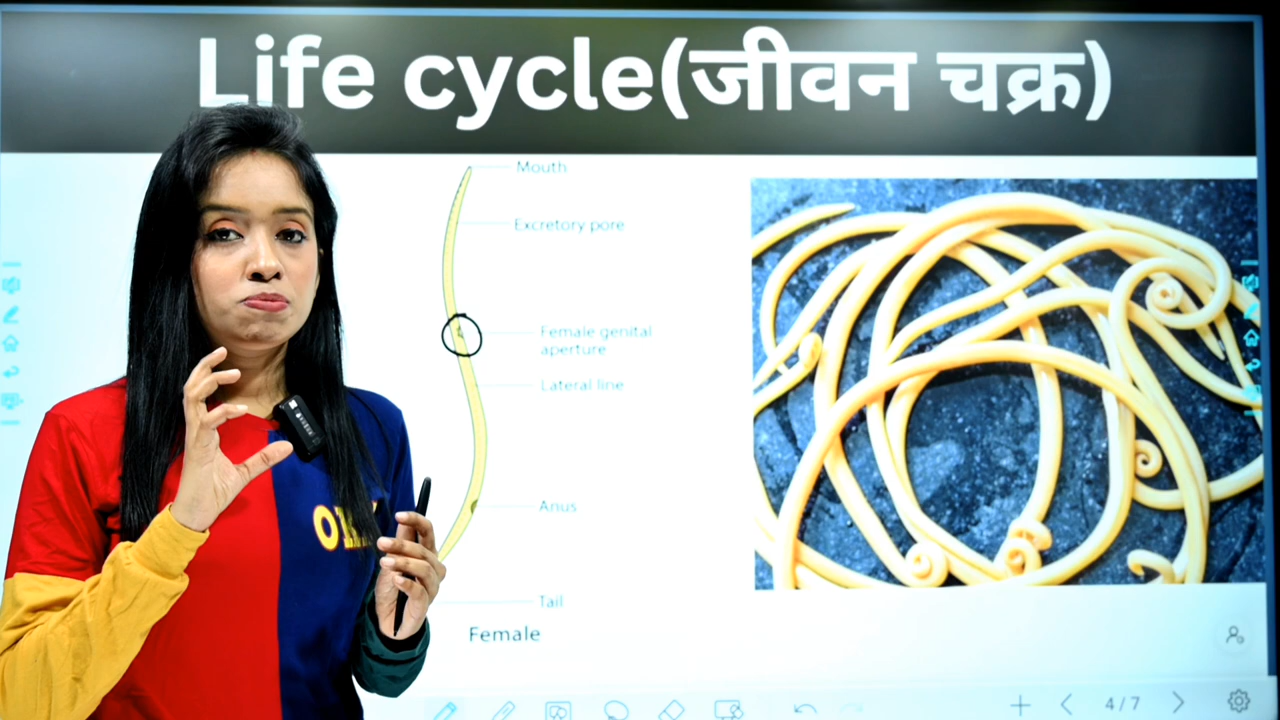 Life cycle(जीवन चक्र)
Mouth
Excretory pore
Female genital
aperture
Lateral line
Anus
Tail
Female
4/7